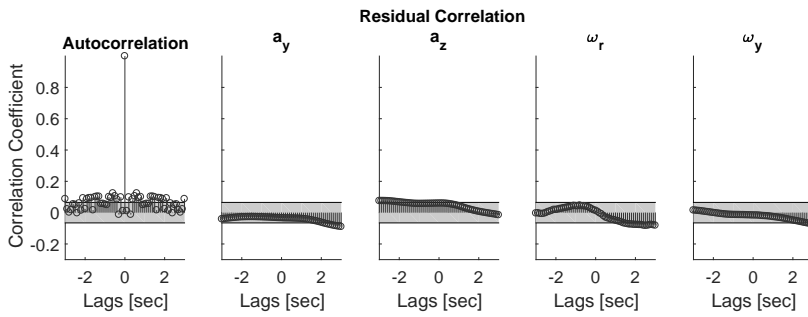 Residual Correlation
Autocorrelation
a_y
a_z
ω_r
ω_y
Correlation Coefficient
0.8
0.6
0.4
0.2
0
-0.2
-2 0 2
-2 0 2
-2 0 2
-2 0 2
-2 0 2
Lags [sec]
Lags [sec]
Lags [sec]
Lags [sec]
Lags [sec]